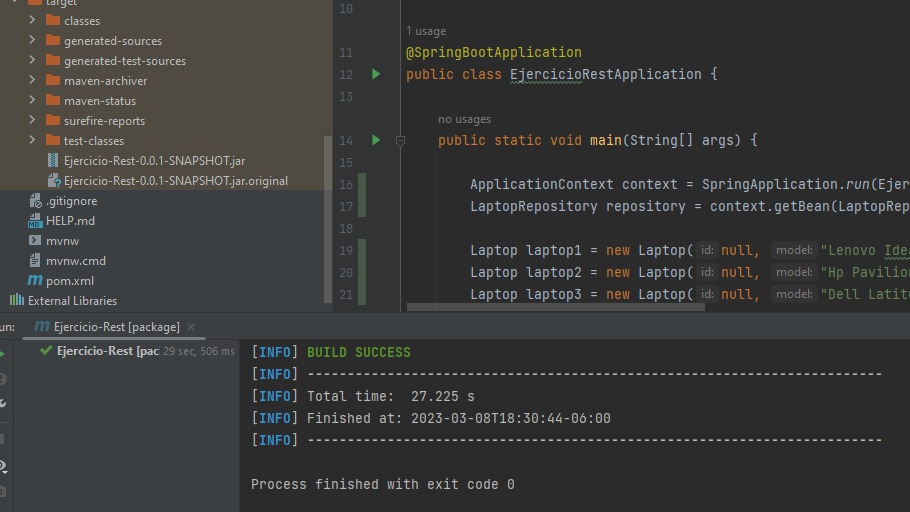 target
classes
generated-sources
generated-test-sources
maven-archiver
maven-status
surefire-reports
test-classes
Ejercicio-Rest-0.0.1-SNAPSHOT.jar
Ejercicio-Rest-0.0.1-SNAPSHOT.jar.original
.gitignore
HELP.md
mvnw
mvnw.cmd
pom.xml
External Libraries
10
1 usage
11 @SpringBootApplication
12 public class EjercicioRestApplication {
13
no usages
14 public static void main(String[] args) {
15
16 ApplicationContext context = SpringApplication.run(Ejer
17 LaptopRepository repository = context.getBean(LaptopRep
18
19 Laptop laptop1 = new Laptop( id: null, model: "Lenovo Idea
20 Laptop laptop2 = new Laptop( id: null, model: "Hp Pavilion
21 Laptop laptop3 = new Laptop( id: null, model: "Dell Latit
un: Ejercicio-Rest [package]
Ejercicio-Rest [pac 29 sec, 506 ms
[INFO] BUILD SUCCESS
[INFO] ------------------------------------------------------------------------
[INFO] Total time:  27.225 s
[INFO] Finished at: 2023-03-08T18:30:44-06:00
[INFO] ------------------------------------------------------------------------
Process finished with exit code 0